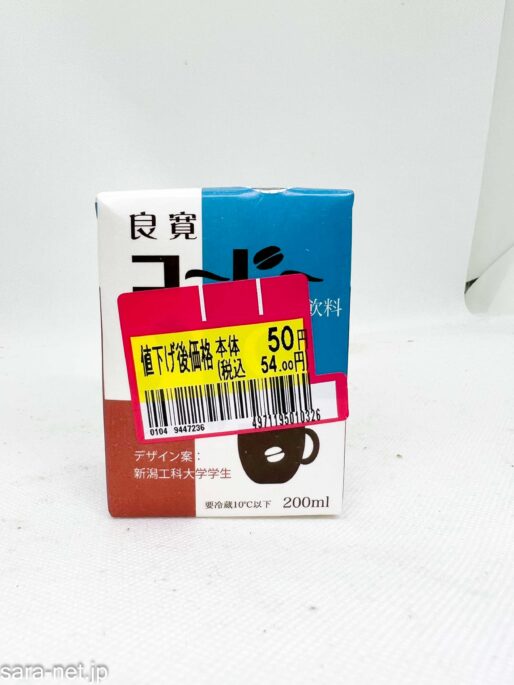 良寛
コ〜ヒ〜
飲料
値下げ後価格 本体 50円
(税込 54.00円)
4971195010326
0104 9447236
デザイン案：
新潟工科大学学生
要冷蔵10℃以下 200ml
sara-net.jp